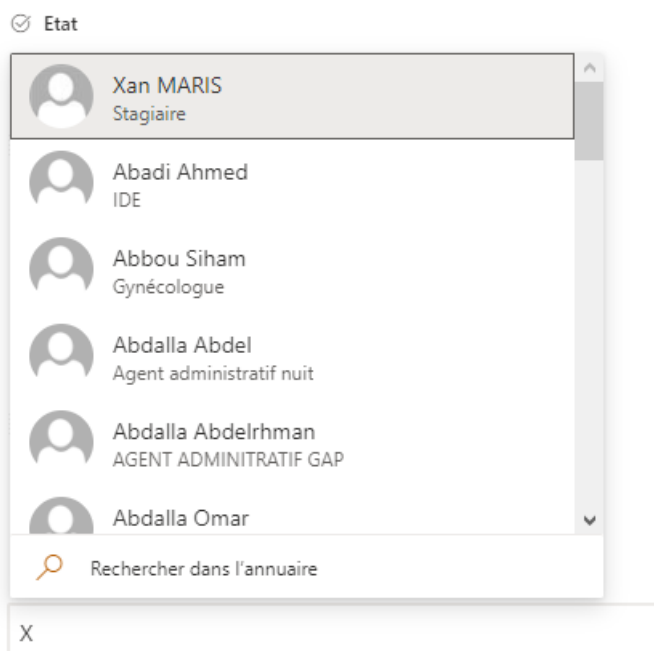 Etat
Xan MARIS
Stagiaire
Abadi Ahmed
IDE
Abbou Siham
Gynécologue
Abdalla Abdel
Agent administratif nuit
Abdalla Abdelrhman
AGENT ADMINITRATIF GAP
Abdalla Omar
Rechercher dans l'annuaire
X